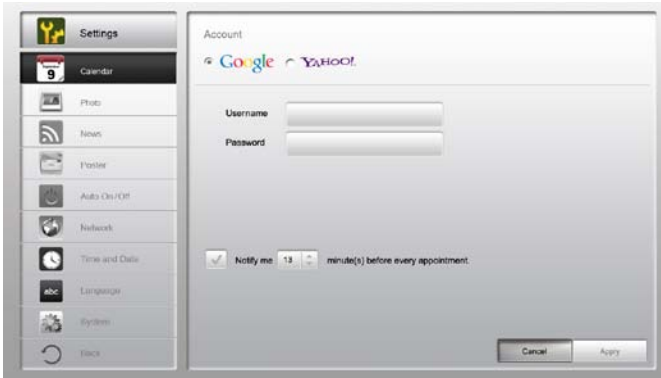 Settings
Calendar
9
Photo
News
Poster
Auto On/Off
Network
Time and Date
abc
Language
System
Back
Account
Google YAHOO!
Username
Password
Notify me 13 minute(s) before every appointment.
Cancel Apply